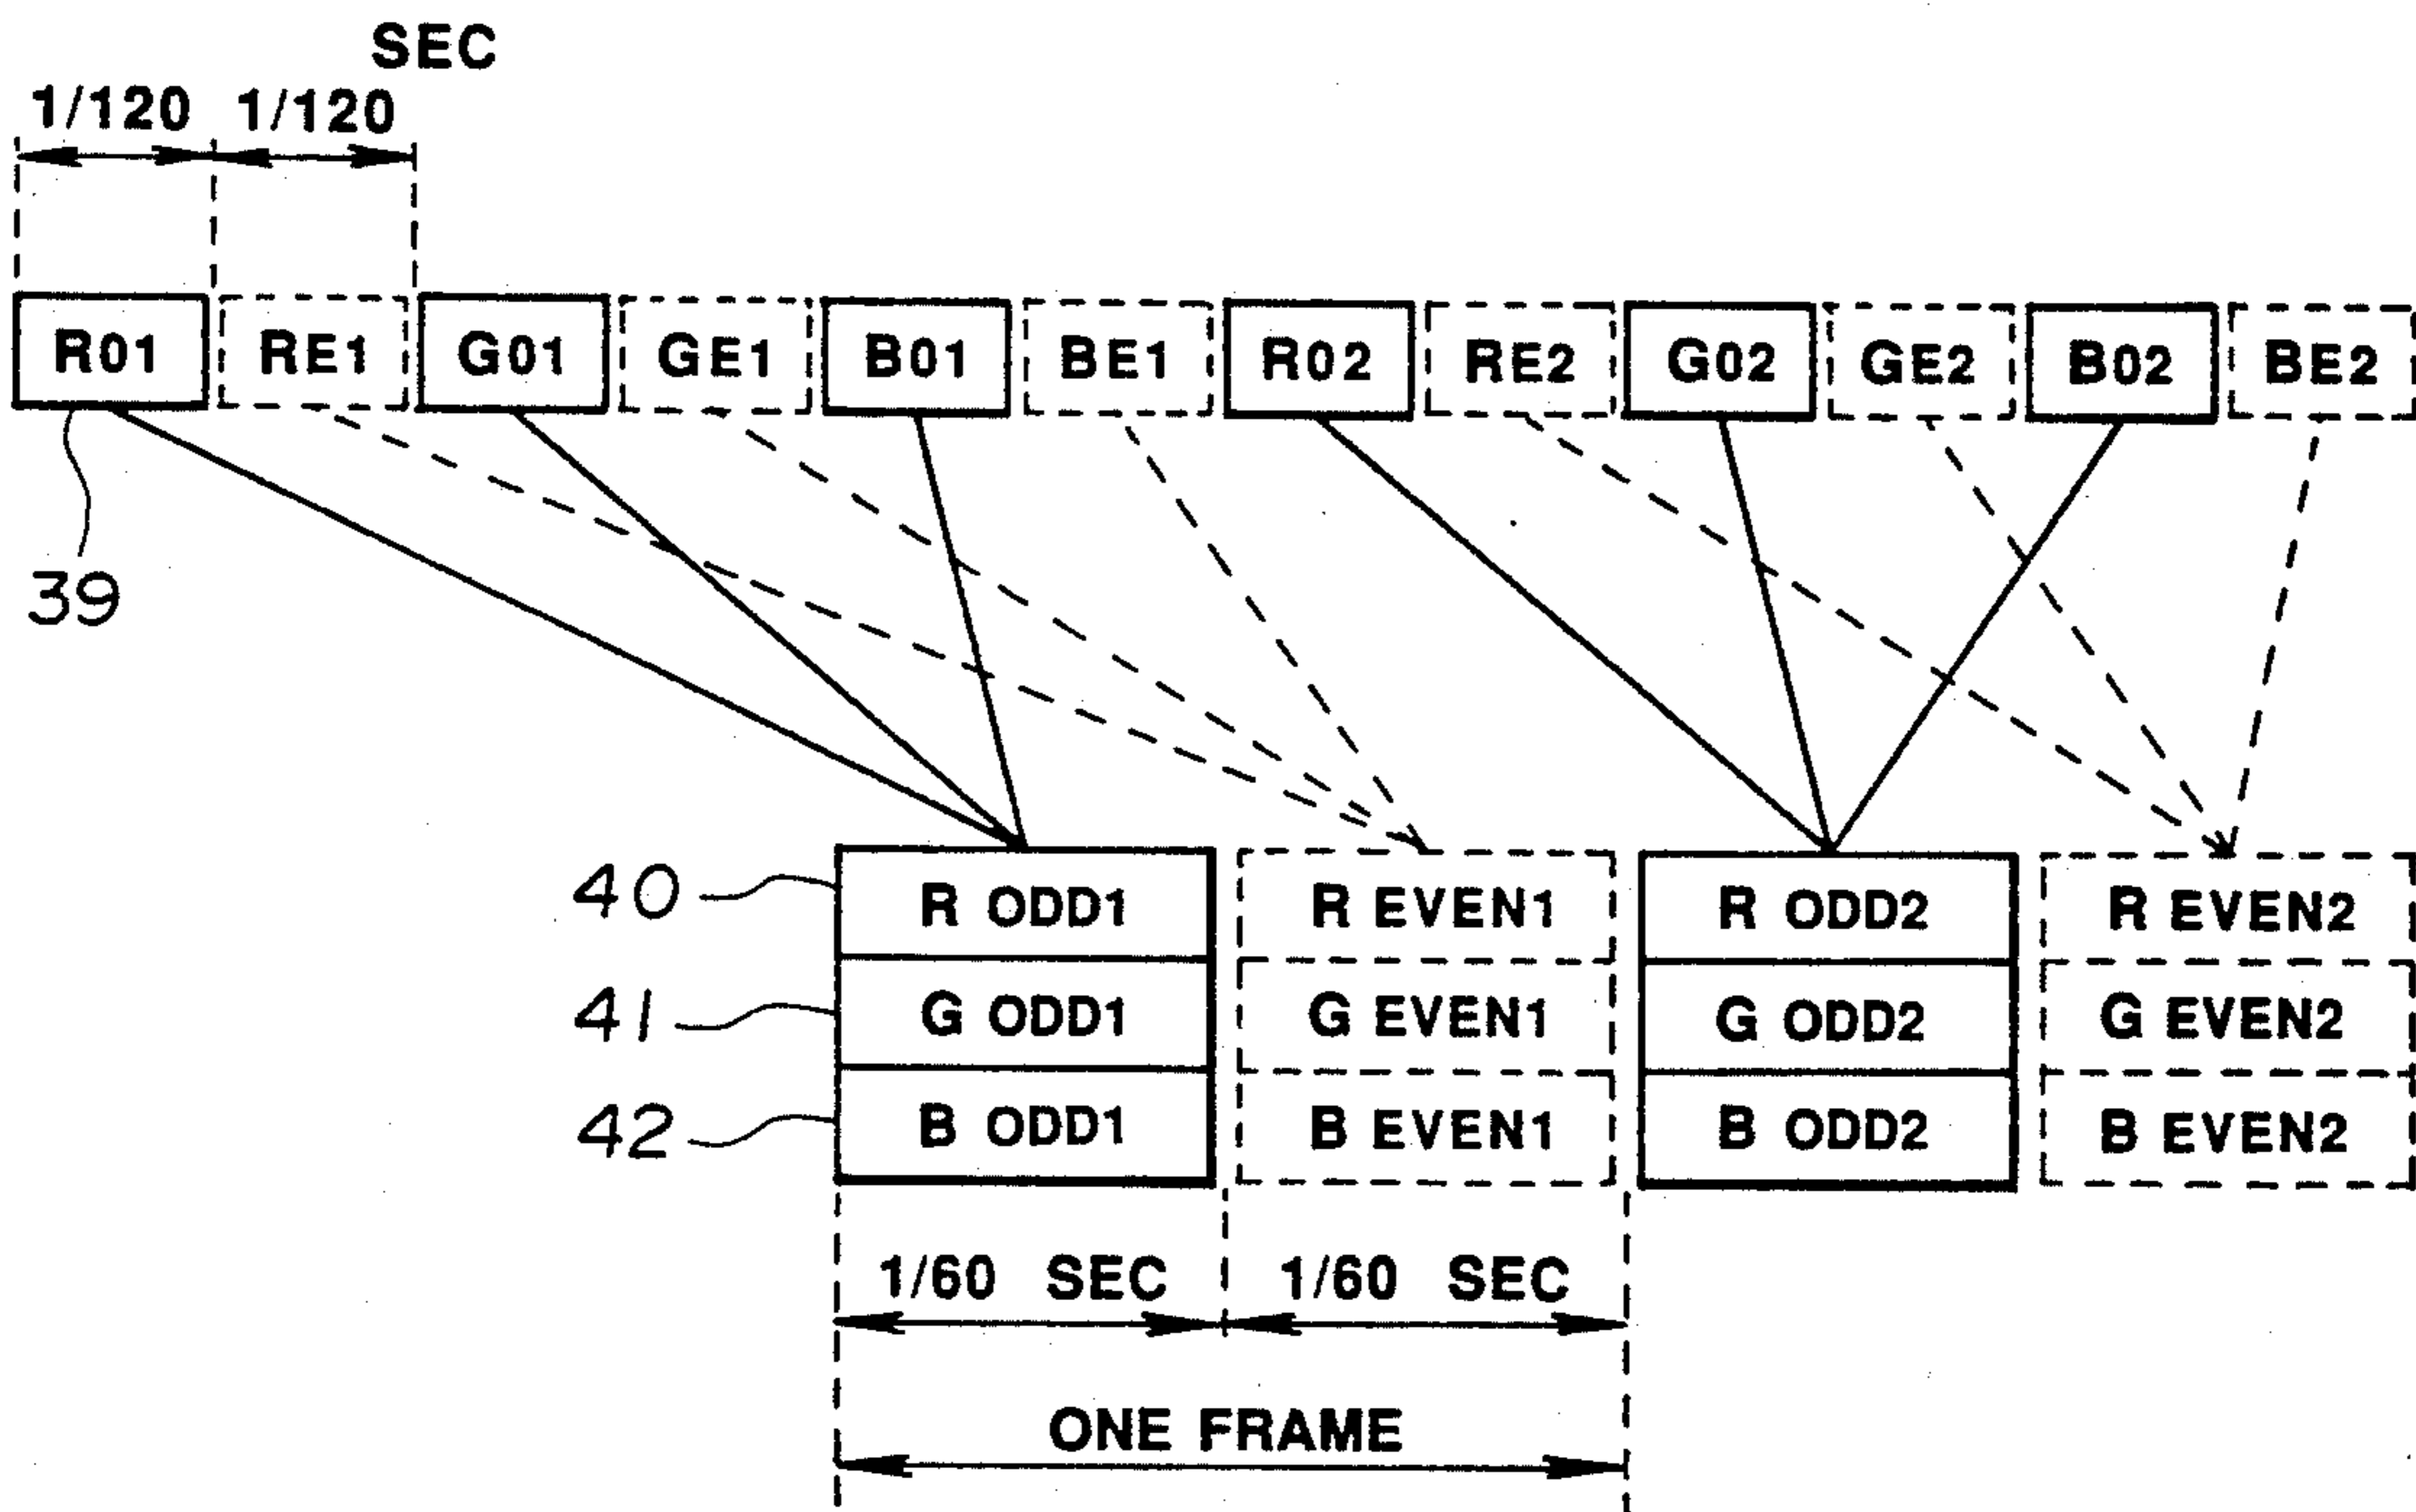 SEC
1/120 1/120
R01 RE1 G01 GE1 B01 BE1 R02 RE2 G02 GE2 B02 BE2
39
40 R ODD1 R EVEN1 R ODD2 R EVEN2
41 G ODD1 G EVEN1 G ODD2 G EVEN2
42 B ODD1 B EVEN1 B ODD2 B EVEN2
1/60 SEC 1/60 SEC
ONE FRAME